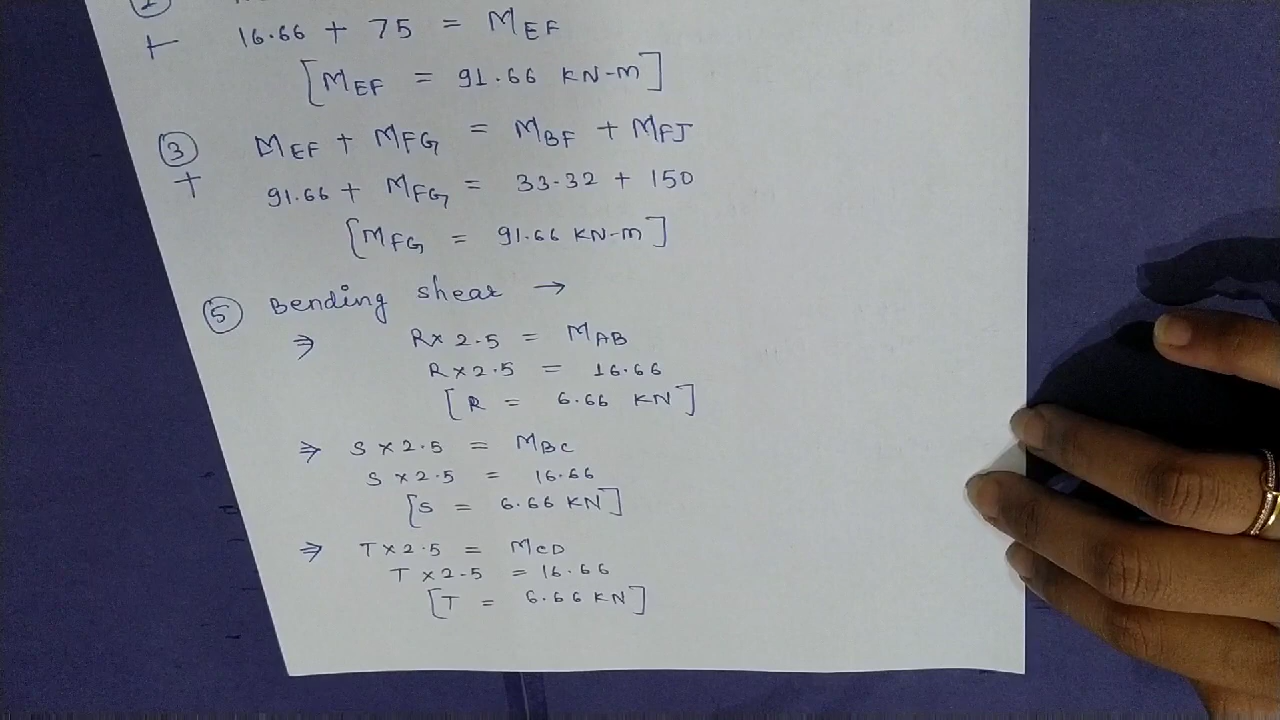 16.66 + 75 = MEF
[MEF = 91.66 KN-m]
③ MEF + MFG = MBF + MFJ
91.66 + MFG = 33.32 + 150
[MFG = 91.66 KN-m]
⑤ Bending shear →
⇒ R× 2.5 = MAB
R×2.5 = 16.66
[R = 6.66 KN]
⇒ S × 2.5 = MBC
S × 2.5 = 16.66
[S = 6.66 KN]
⇒ T×2.5 = MCD
T ×2.5 = 16.66
[T = 6.66 KN]